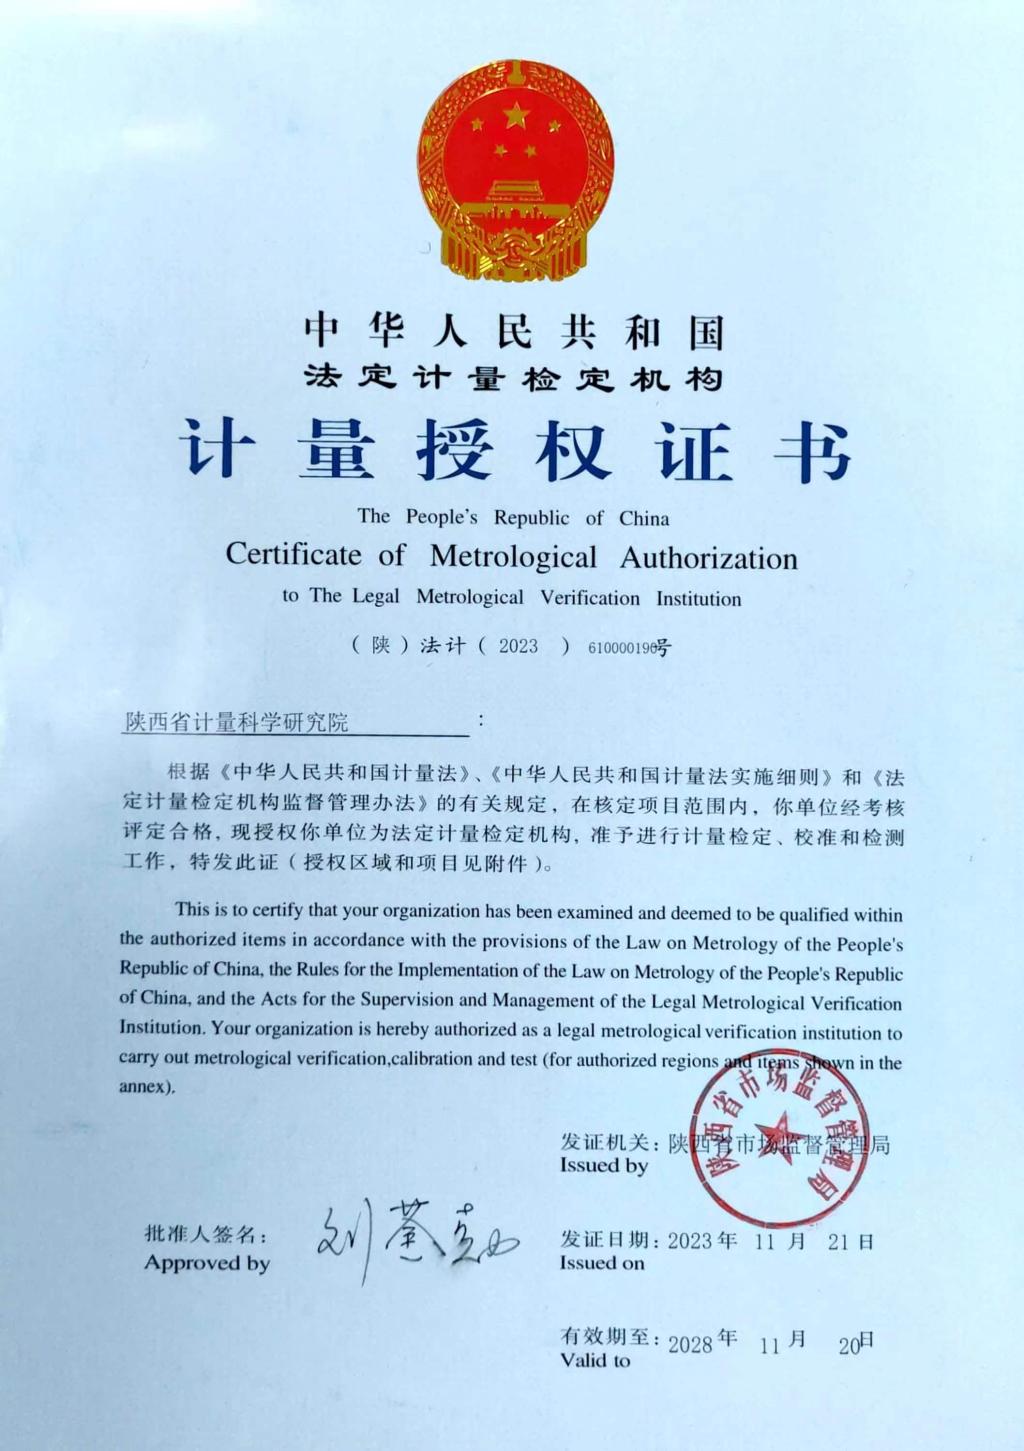 中华人民共和国
法定计量检定机构
计量授权证书
The People's Republic of China
Certificate of Metrological Authorization
to The Legal Metrological Verification Institution
（陕）法计（2023 ）610000190号
陕西省计量科学研究院 ：
根据《中华人民共和国计量法》、《中华人民共和国计量法实施细则》和《法
定计量检定机构监督管理办法》的有关规定，在核定项目范围内，你单位经考核
评定合格，现授权你单位为法定计量检定机构，准予进行计量检定、校准和检测
工作，特发此证（授权区域和项目见附件）。
This is to certify that your organization has been examined and deemed to be qualified within
the authorized items in accordance with the provisions of the Law on Metrology of the People's
Republic of China, the Rules for the Implementation of the Law on Metrology of the People's Republic
of China, and the Acts for the Supervision and Management of the Legal Metrological Verification
Institution. Your organization is hereby authorized as a legal metrological verification institution to
carry out metrological verification,calibration and test (for authorized regions and items shown in the
annex).
陕西省市场监督管理局
发证机关：陕西省市场监督管理局
Issued by
批准人签名：
Approved by
发证日期：2023年 11月 21日
Issued on
有效期至：2028年 11月 20日
Valid to